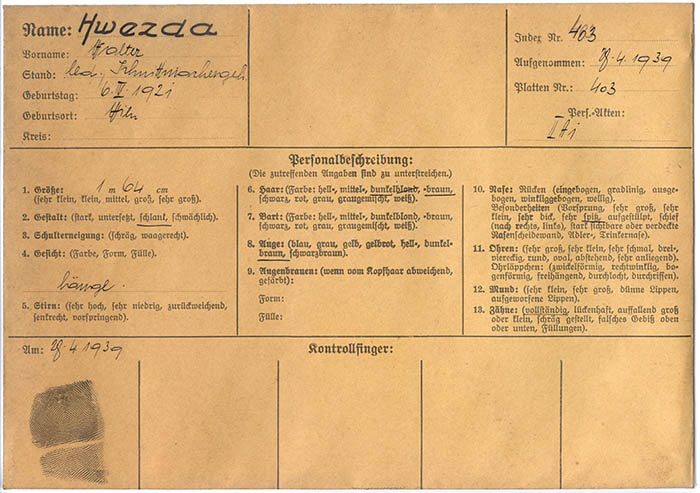 Name: Hwezda
Vorname: Walter
Stand: led.
Geburtstag: 6. 1921
Geburtsort: Wien
Kreis:
Index Nr. 403
Aufgenommen: 28.4.1939
Platten Nr.: 403
Pers.-Akten:
II A i
Personalbeschreibung:
(Die zutreffenden Angaben sind zu unterstreichen.)
1. Größe: 1 m 64 cm
(sehr klein, klein, mittel, groß, sehr groß).
2. Gestalt: (stark, untersetzt, schlank, schwächlich).
3. Schulterneigung: (schräg, waagerecht).
4. Gesicht: (Farbe, Form, Fülle).
längl.
5. Stirn: (sehr hoch, sehr niedrig, zurückweichend,
senkrecht, vorspringend).
6. Haar: (Farbe: hell-, mittel-, dunkelblond, -braun,
schwarz, rot, grau, graugemischt, weiß).
7. Bart: (Farbe: hell-, mittel-, dunkelblond, -braun,
schwarz, rot, grau, graugemischt, weiß).
8. Auge: (blau, grau, gelb, gelbrot, hell-, dunkel-
braun, schwarzbraun).
9. Augenbrauen: (wenn vom Kopfhaar abweichend,
gefärbt):
Form:
Fülle:
10. Nase: Rücken (eingebogen, gradlinig, ausge-
bogen, winkliggebogen, wellig).
Besonderheiten (Vorsprung, sehr groß, sehr
klein, sehr dick, sehr spitz, aufgestülpt, schief
(nach rechts, links), stark sichtbare oder verdeckte
Nasenscheidewand, Adler-, Trinkernase).
11. Ohren: (sehr groß, sehr klein, sehr schmal, drei-,
viereckig, rund, oval, abstehend, sehr anliegend).
Ohrläppchen: (zwickelförmig, rechtwinklig, bo-
genförmig, freihängend, durchlocht, durchriffen).
12. Mund: (sehr klein, sehr groß, dünne Lippen,
aufgeworfene Lippen).
13. Zähne: (vollständig, lückenhaft, auffallend groß
oder klein, schräg gestellt, falsches Gebiß oben
oder unten, Füllungen).
Am: 28.4.1939
Kontrollfinger: